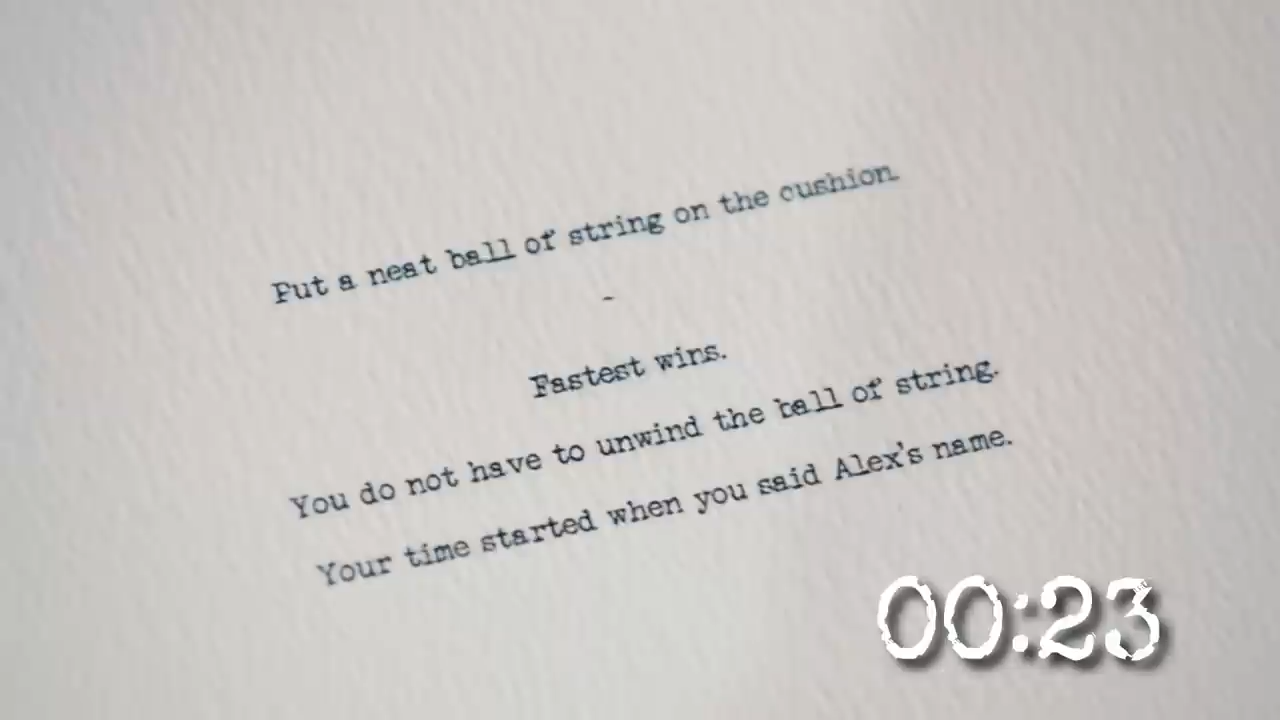 Put a neat ball of string on the cushion.
-
Fastest wins.
You do not have to unwind the ball of string.
Your time started when you said Alex's name.
00:23